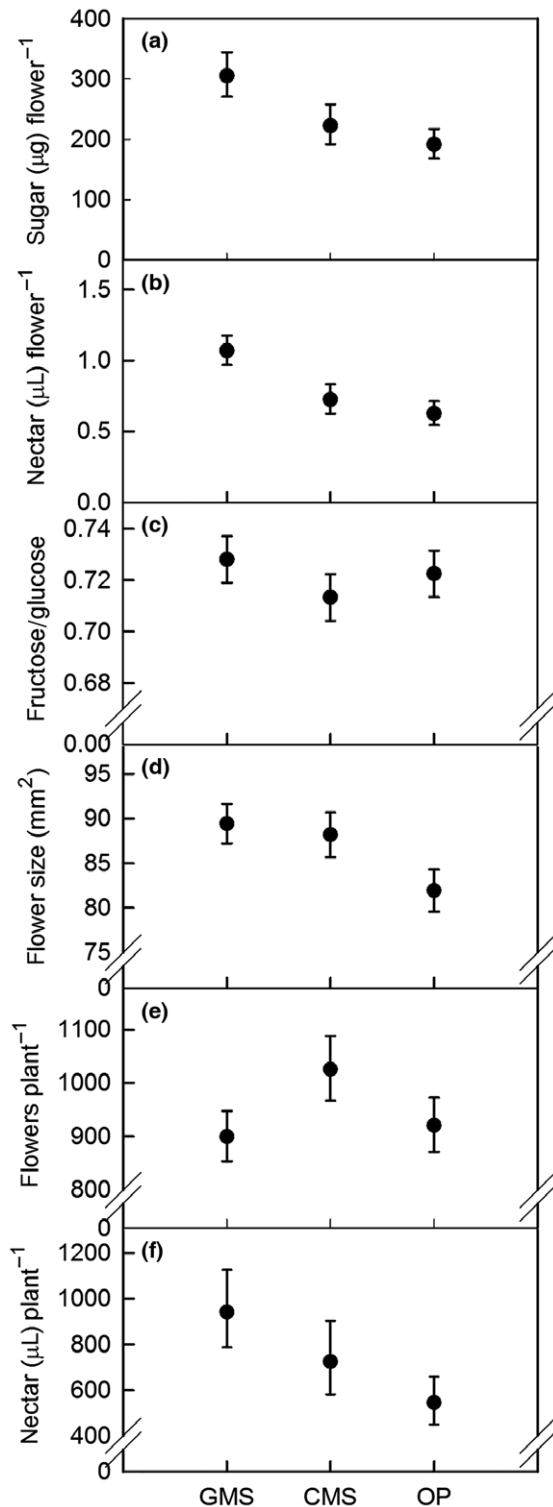 (a)
Sugar (μg) flower⁻¹
400
300
200
100
0
(b)
Nectar (μL) flower⁻¹
1.5
1.0
0.5
0.0
(c)
Fructose/glucose
0.74
0.72
0.70
0.68
0.00
(d)
Flower size (mm²)
95
90
85
80
75
0
(e)
Flowers plant⁻¹
1100
1000
900
800
0
(f)
Nectar (μL) plant⁻¹
1200
1000
800
600
400
0
GMS CMS OP